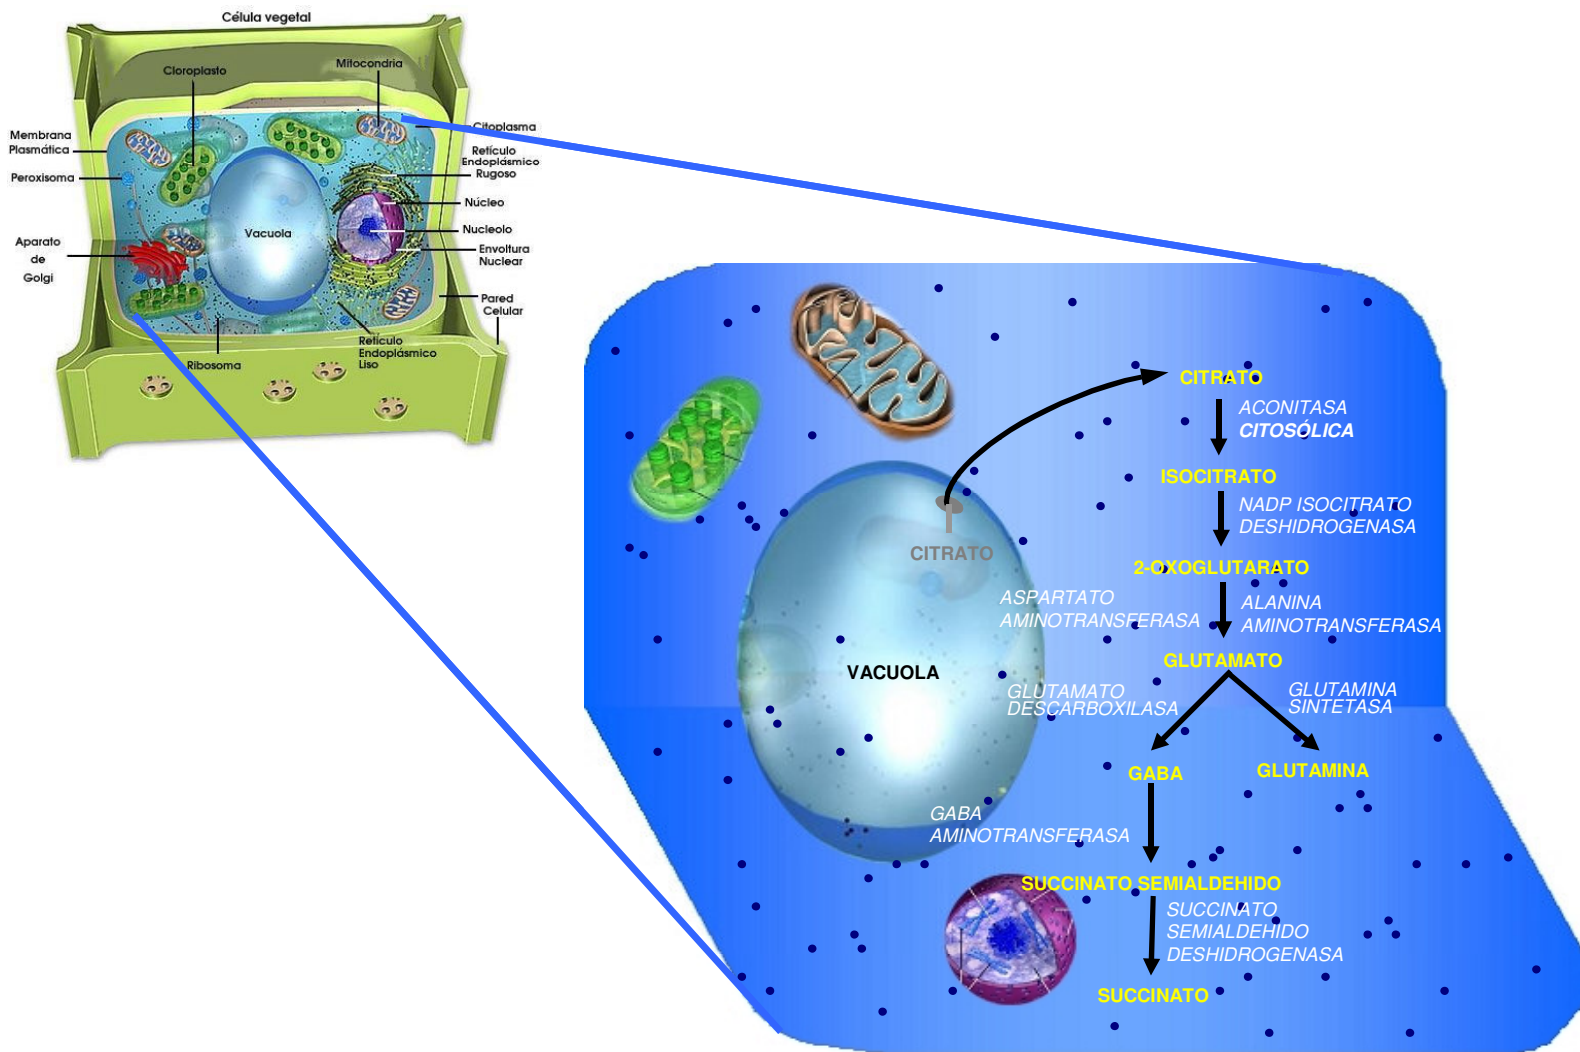 Célula vegetal
Cloroplasto
Mitocondria
Membrana
Plasmática
Citoplasma
Retículo
Endoplásmico
Rugoso
Peroxisoma
Núcleo
Vacuola
Nucleolo
Aparato
de
Golgi
Envoltura
Nuclear
Pared
Celular
Ribosoma
Retículo
Endoplásmico
Liso
CITRATO
ACONITASA
CITOSÓLICA
ISOCITRATO
NADP ISOCITRATO
DESHIDROGENASA
CITRATO
2-OXOGLUTARATO
ASPARTATO
AMINOTRANSFERASA
ALANINA
AMINOTRANSFERASA
GLUTAMATO
VACUOLA
GLUTAMATO
DESCARBOXILASA
GLUTAMINA
SINTETASA
GABA
GLUTAMINA
GABA
AMINOTRANSFERASA
SUCCINATO SEMIALDEHIDO
SUCCINATO
SEMIALDEHIDO
DESHIDROGENASA
SUCCINATO